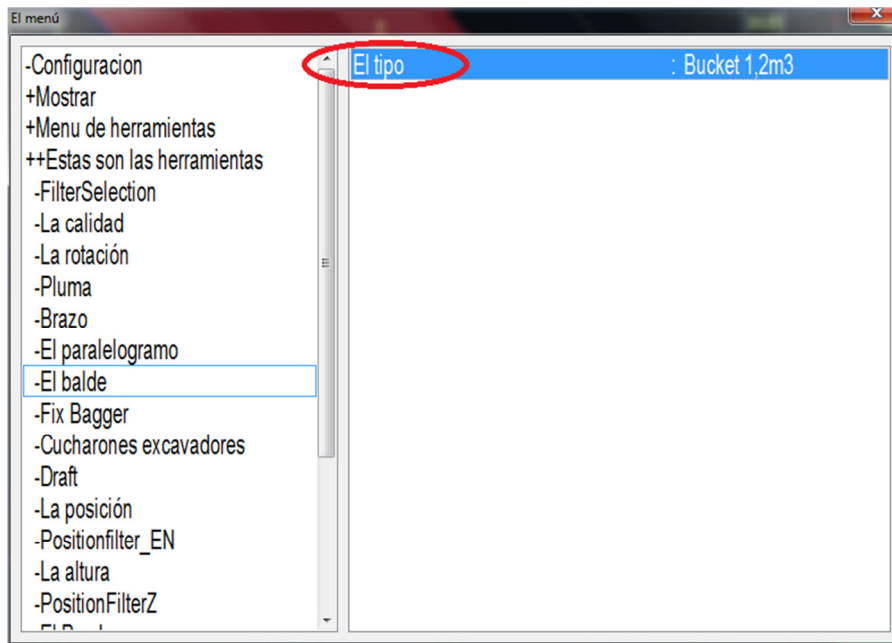 El menú
-Configuracion
+Mostrar
+Menu de herramientas
++Estas son las herramientas
-FilterSelection
-La calidad
-La rotación
-Pluma
-Brazo
-El paralelogramo
-El balde
-Fix Bagger
-Cucharones excavadores
-Draft
-La posición
-Positionfilter_EN
-La altura
-PositionFilterZ
El tipo : Bucket 1,2m3